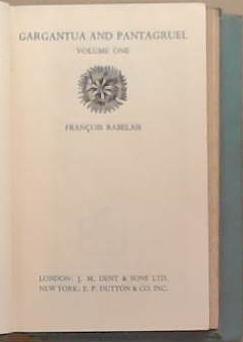 GARGANTUA AND PANTAGRUEL
VOLUME ONE
FRANÇOIS RABELAIS
LONDON: J. M. DENT & SONS LTD.
NEW YORK: E. P. DUTTON & CO. INC.